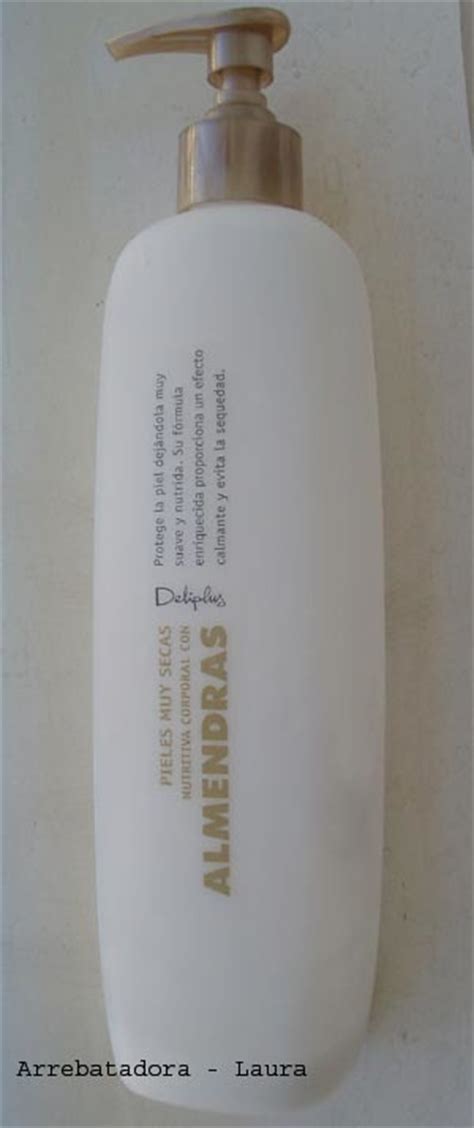 PIELES MUY SECAS
NUTRITIVA CORPORAL CON
ALMENDRAS
Deliplus
Protege la piel dejándota muy
suave y nutrida. Su fórmula
enriquecida proporciona un efecto
calmante y evita la sequedad.
Arrebatadora - Laura